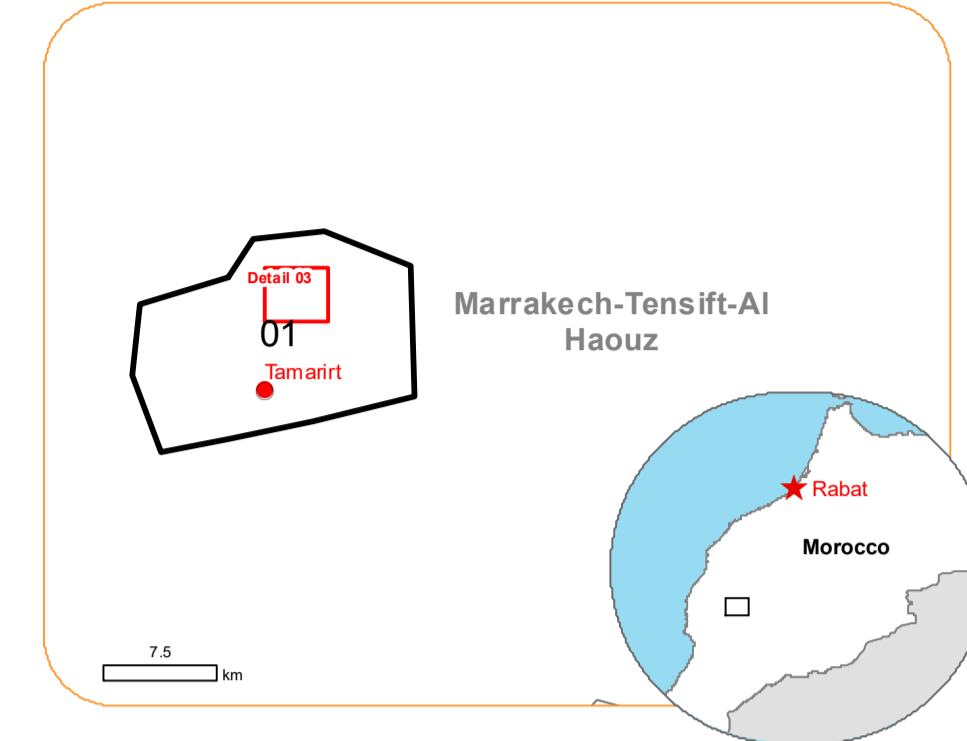 Detail 03
01
Tamarirt
Marrakech-Tensift-Al
Haouz
Rabat
Morocco
7.5
km